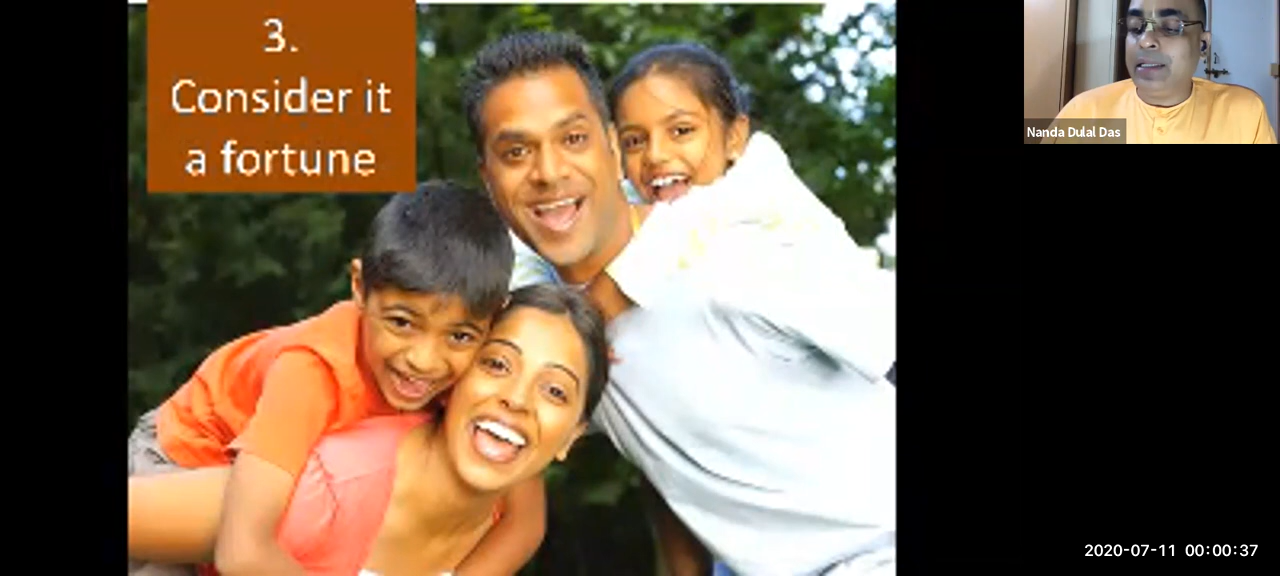 3.
Consider it
a fortune
Nanda Dulal Das
2020-07-11 00:00:37